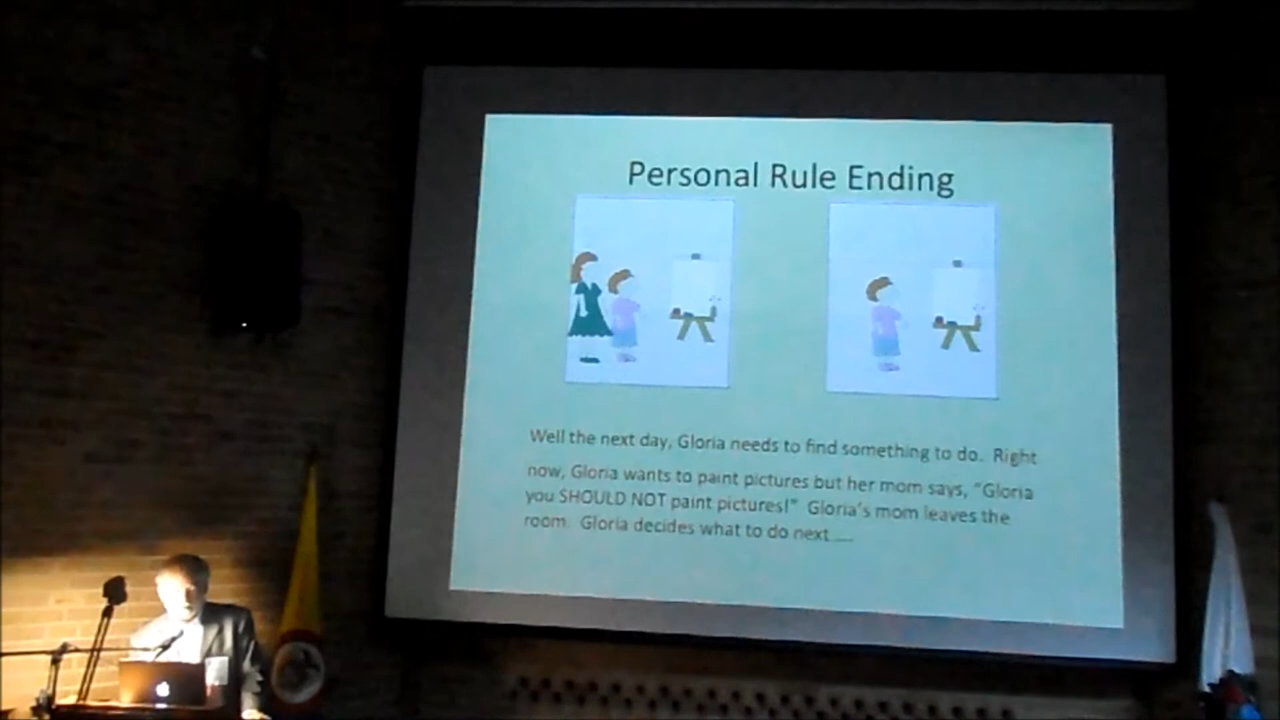 Personal Rule Ending
Well the next day, Gloria needs to find something to do. Right
now, Gloria wants to paint pictures but her mom says, "Gloria
you SHOULD NOT paint pictures!" Gloria's mom leaves the
room. Gloria decides what to do next....